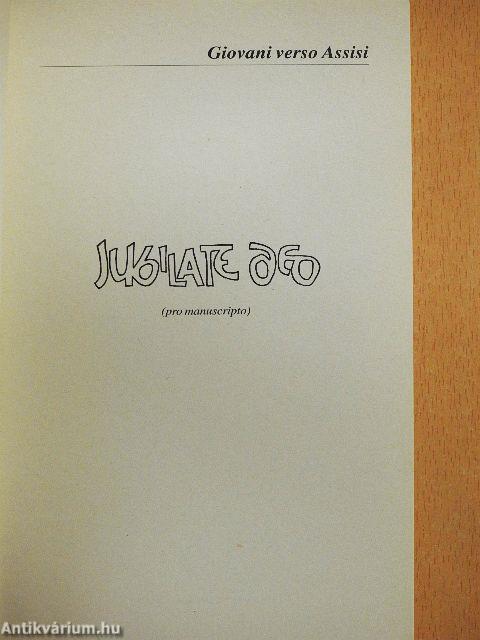 Giovani verso Assisi
JUBILATE DEO
(pro manuscripto)
Antikvárium.hu